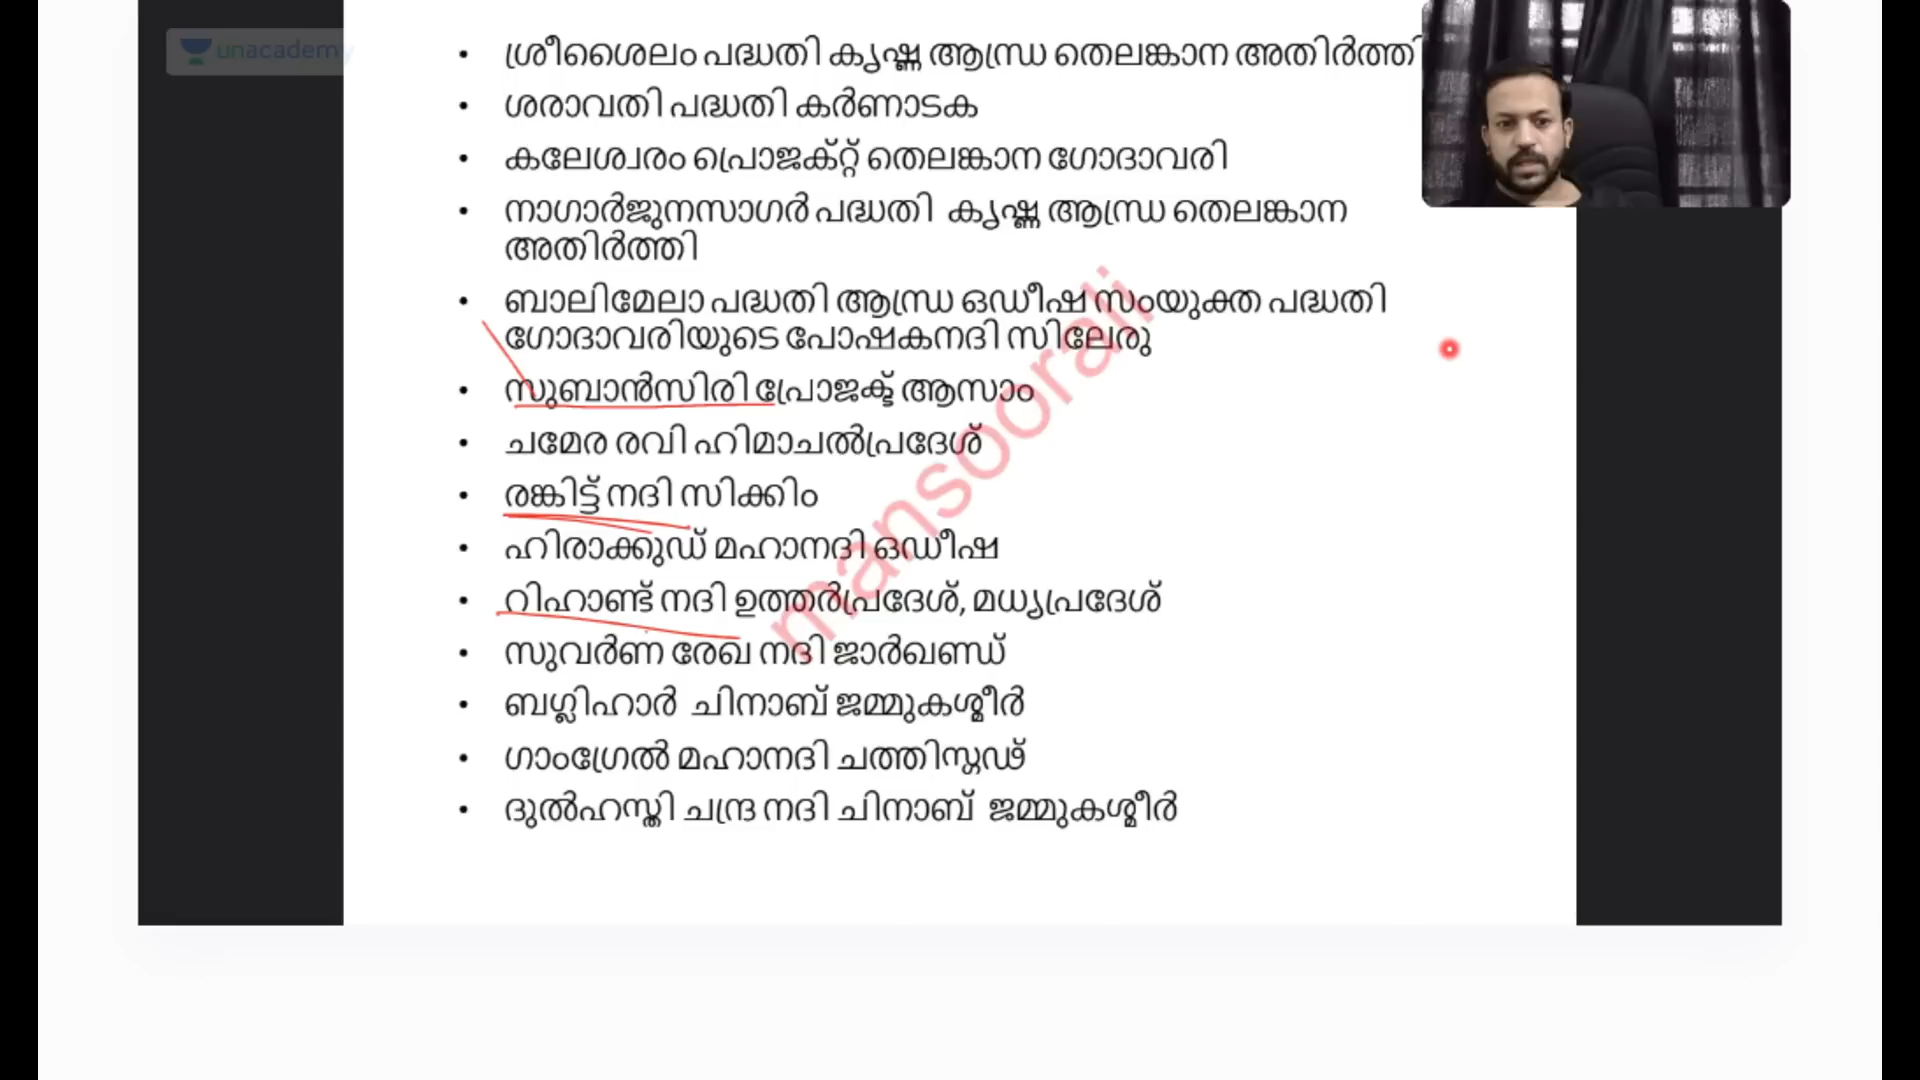 unacademy
ശ്രീശൈലം പദ്ധതി കൃഷ്ണ ആന്ധ്ര തെലങ്കാന അതിർത്തി
ശരാവതി പദ്ധതി കർണാടക
കലേശ്വരം പ്രൊജക്റ്റ് തെലങ്കാന ഗോദാവരി
നാഗാർജുനസാഗർ പദ്ധതി കൃഷ്ണ ആന്ധ്ര തെലങ്കാന
അതിർത്തി
ബാലിമേലാ പദ്ധതി ആന്ധ്ര ഒഡീഷ സംയുക്ത പദ്ധതി
ഗോദാവരിയുടെ പോഷകനദി സിലേരു
സുബാൻസിരി പ്രോജക്ട് ആസാം
ചമേര രവി ഹിമാചൽപ്രദേശ്
രങ്കിട്ട് നദി സിക്കിം
ഹിരാക്കുഡ് മഹാനദി ഒഡീഷ
റിഹാണ്ട് നദി ഉത്തർപ്രദേശ്, മധ്യപ്രദേശ്
സുവർണ രേഖ നദി ജാർഖണ്ഡ്
ബഗ്ലിഹാർ ചിനാബ് ജമ്മുകശ്മീർ
ഗാംഗ്രേൽ മഹാനദി ചത്തിസ്ഗഢ്
ദുൽഹസ്തി ചന്ദ്ര നദി ചിനാബ് ജമ്മുകശ്മീർ
mansoorali